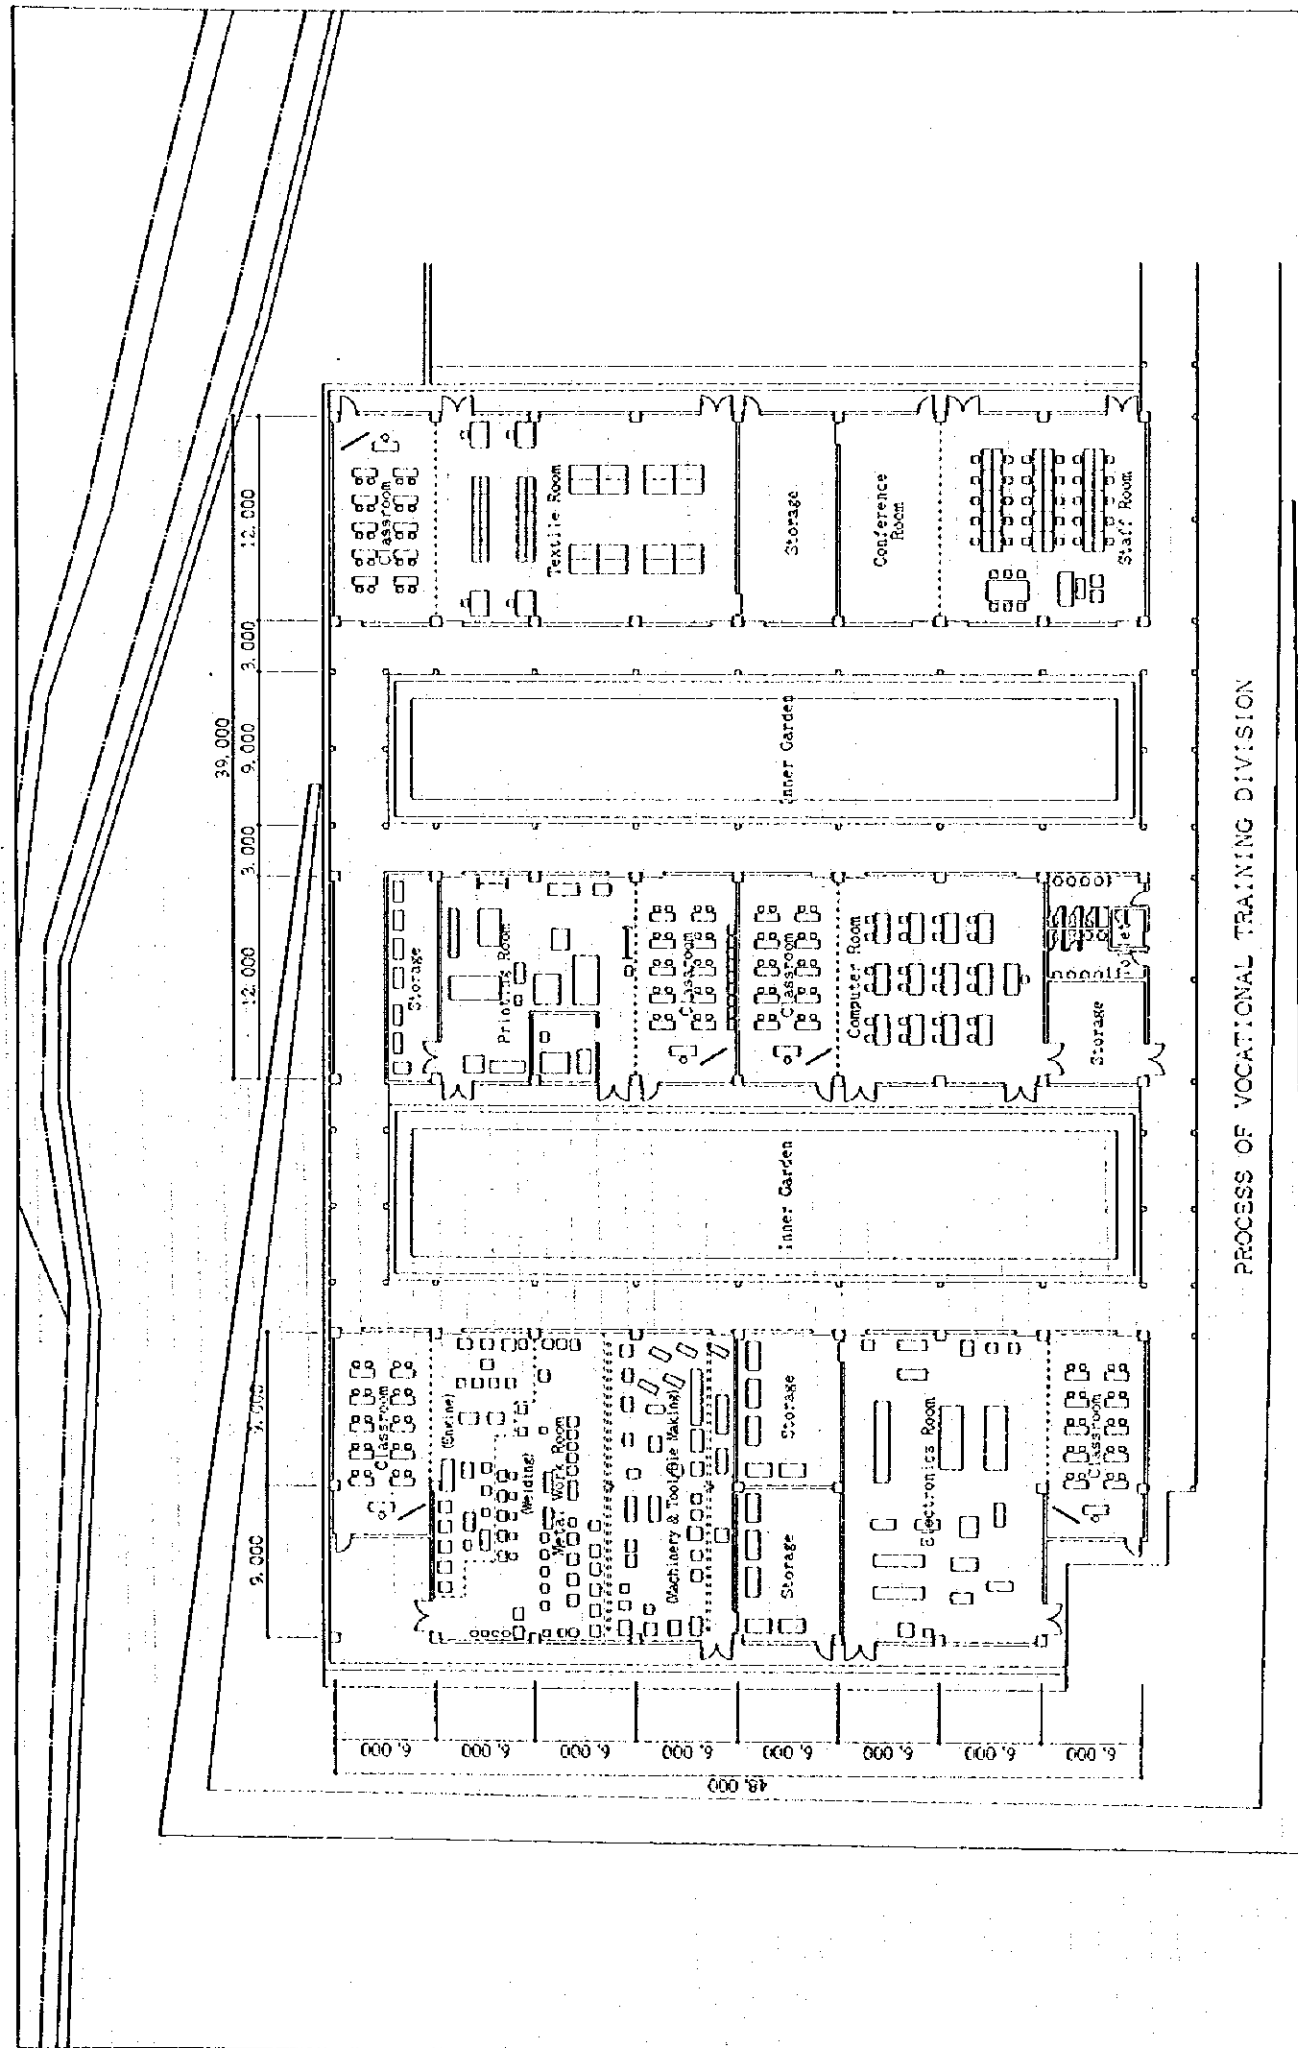 39,000
12,000
3,000
9,000
3,000
12,000
9,000
9,000
Classroom
Textile Room
Storage
Conference
Room
Staff Room
Inner Garden
Storage
Printing Room
Classroom
Classroom
Computer Room
Toilet
Storage
Inner Garden
Classroom
(Engine)
(Welding)
Metal Work Room
(Machinery & Tool/Die Making)
Storage
Storage
Electronics Room
Classroom
6,000
6,000
6,000
6,000
6,000
6,000
6,000
6,000
48,000
PROCESS OF VOCATIONAL TRAINING DIVISION